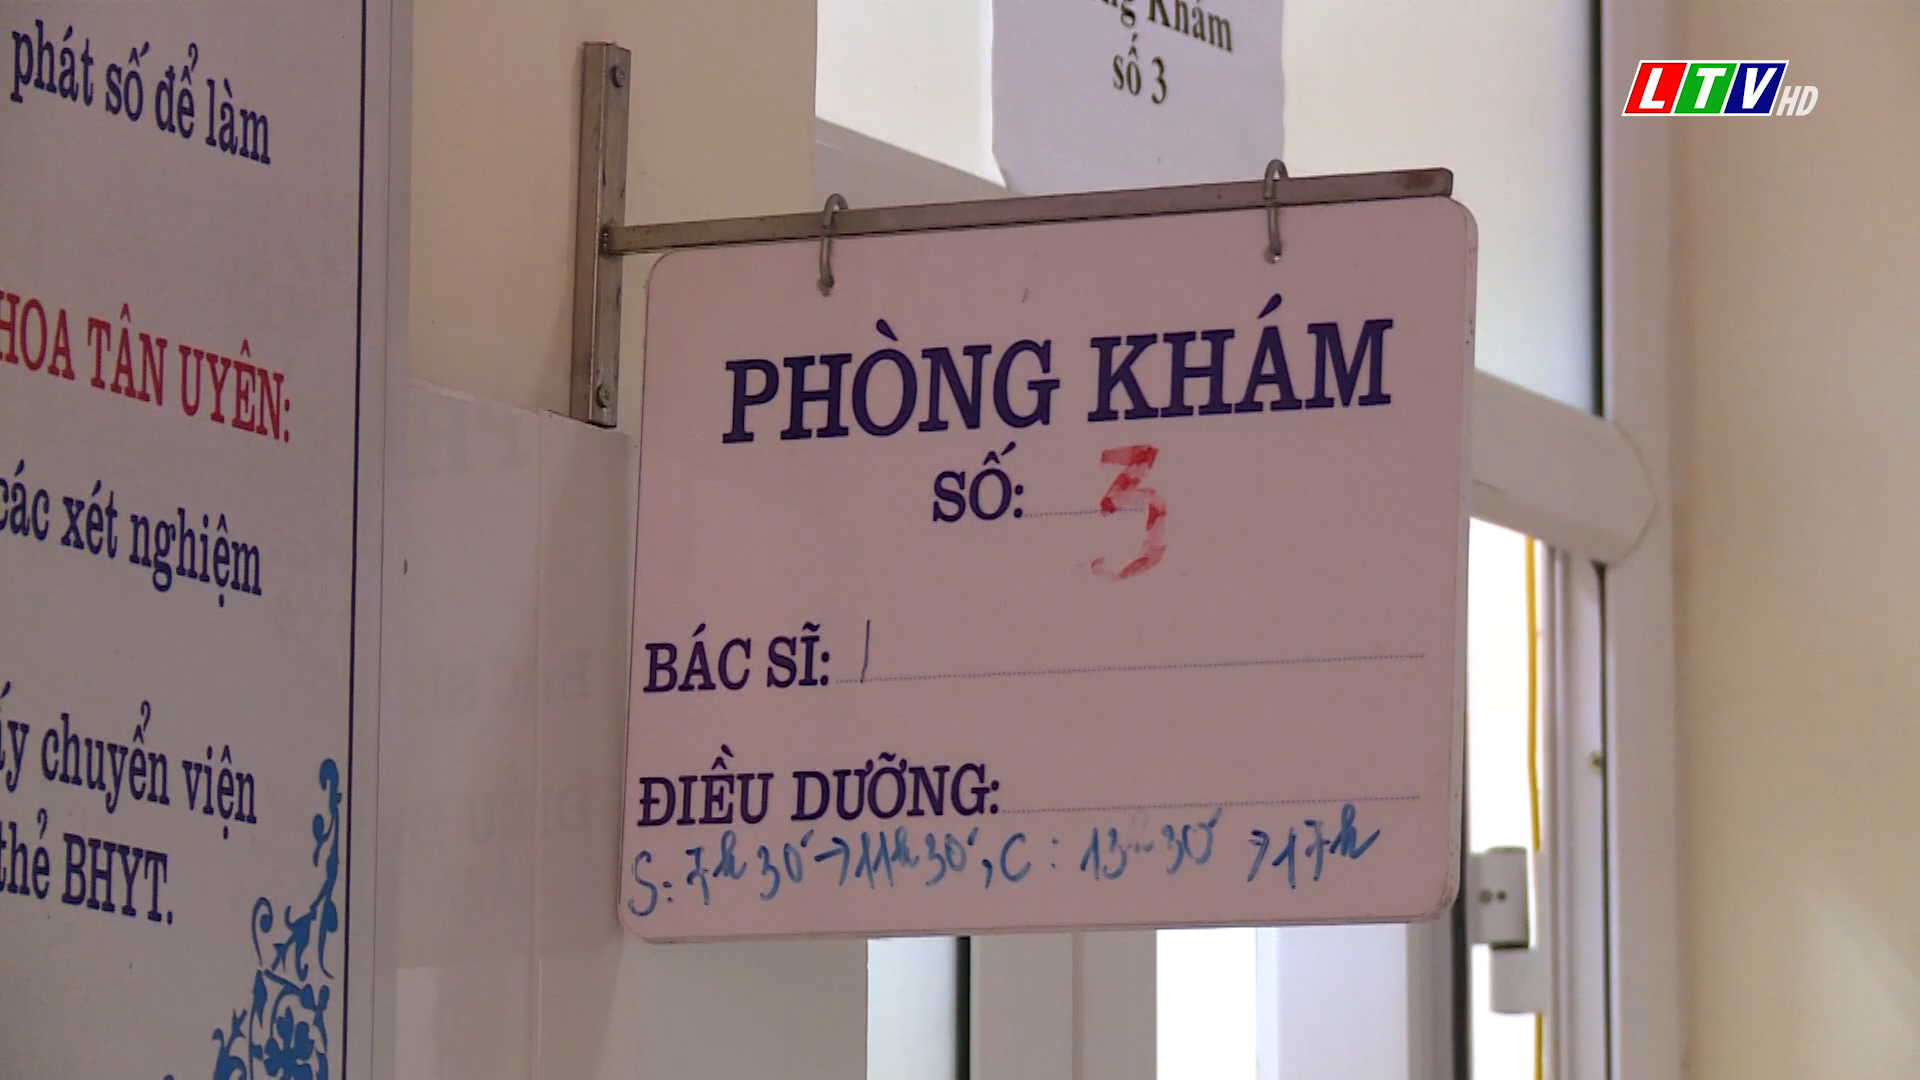 phát số để làm
HOA TÂN UYÊN:
các xét nghiệm
chuyển viện
thẻ BHYT.
Khám
số 3
LTV HD
PHÒNG KHÁM
SỐ: 3
BÁC SĨ:
ĐIỀU DƯỠNG:
S: 7h30' → 11h30', C: 13h30' → 17h